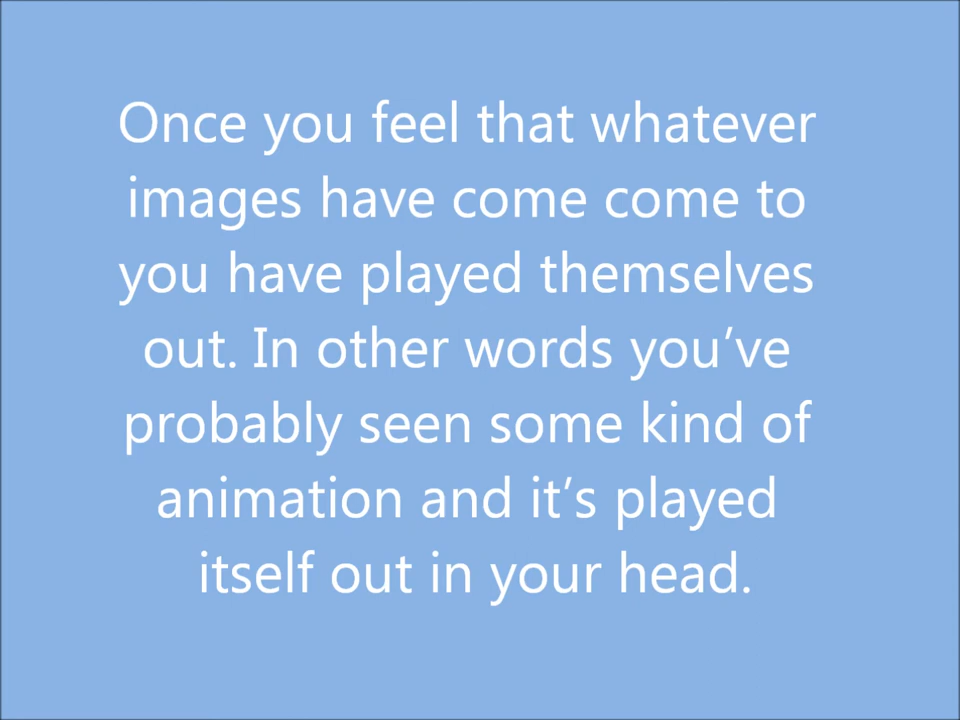 Once you feel that whatever
images have come come to
you have played themselves
out. In other words you’ve
probably seen some kind of
animation and it’s played
itself out in your head.